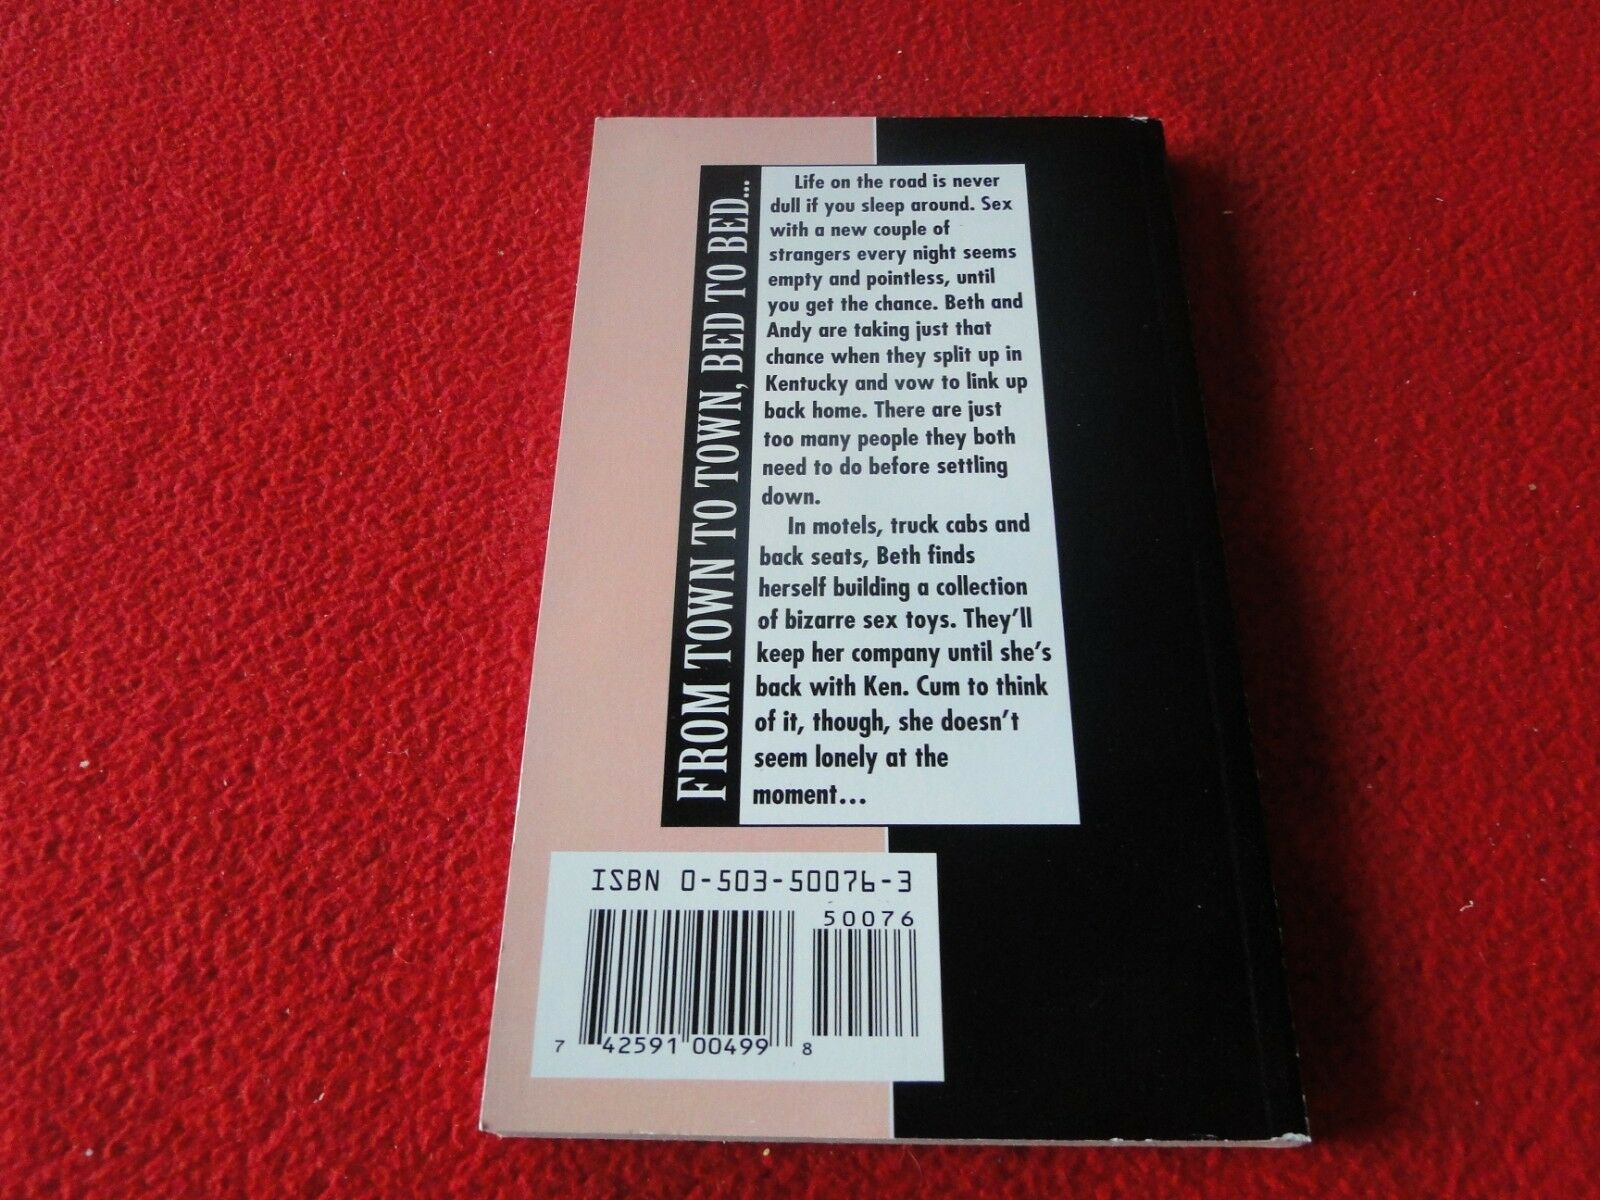 FROM TOWN TO TOWN, BED TO BED...
Life on the road is never
dull if you sleep around. Sex
with a new couple of
strangers every night seems
empty and pointless, until
you get the chance. Beth and
Andy are taking just that
chance when they split up in
Kentucky and vow to link up
back home. There are just
too many people they both
need to do before settling
down.
In motels, truck cabs and
back seats, Beth finds
herself building a collection
of bizarre sex toys. They'll
keep her company until she's
back with Ken. Cum to think
of it, though, she doesn't
seem lonely at the
moment...
ISBN 0-503-50076-3
50076
7 42591 00499 8